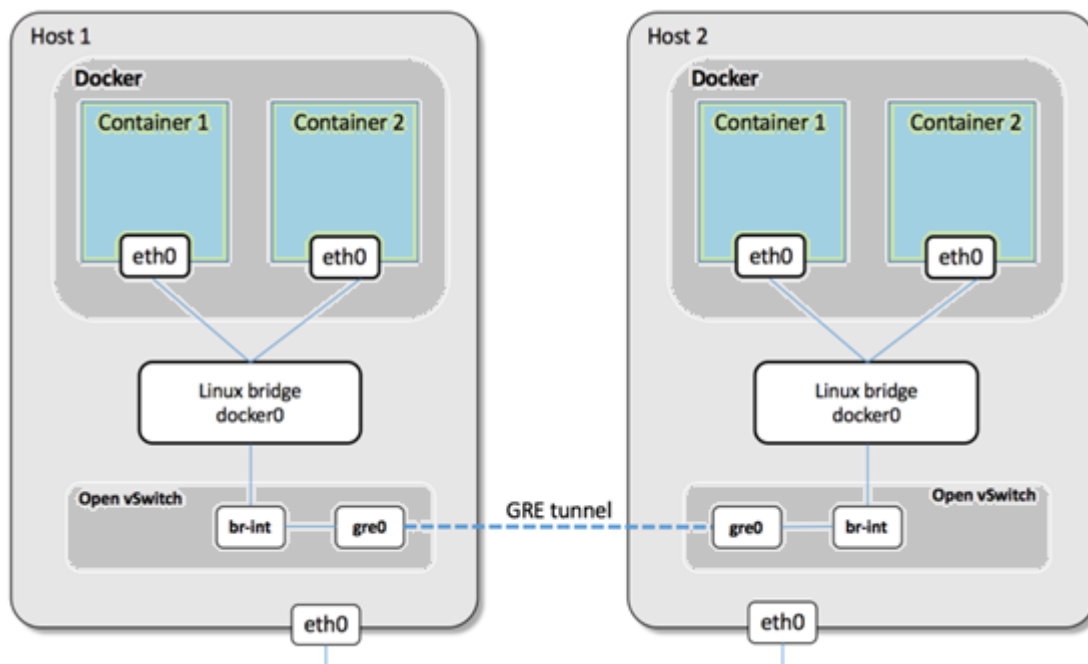 Host 1
Docker
Container 1
Container 2
eth0
eth0
Linux bridge
docker0
Open vSwitch
br-int
gre0
eth0
GRE tunnel
Host 2
Docker
Container 1
Container 2
eth0
eth0
Linux bridge
docker0
Open vSwitch
gre0
br-int
eth0